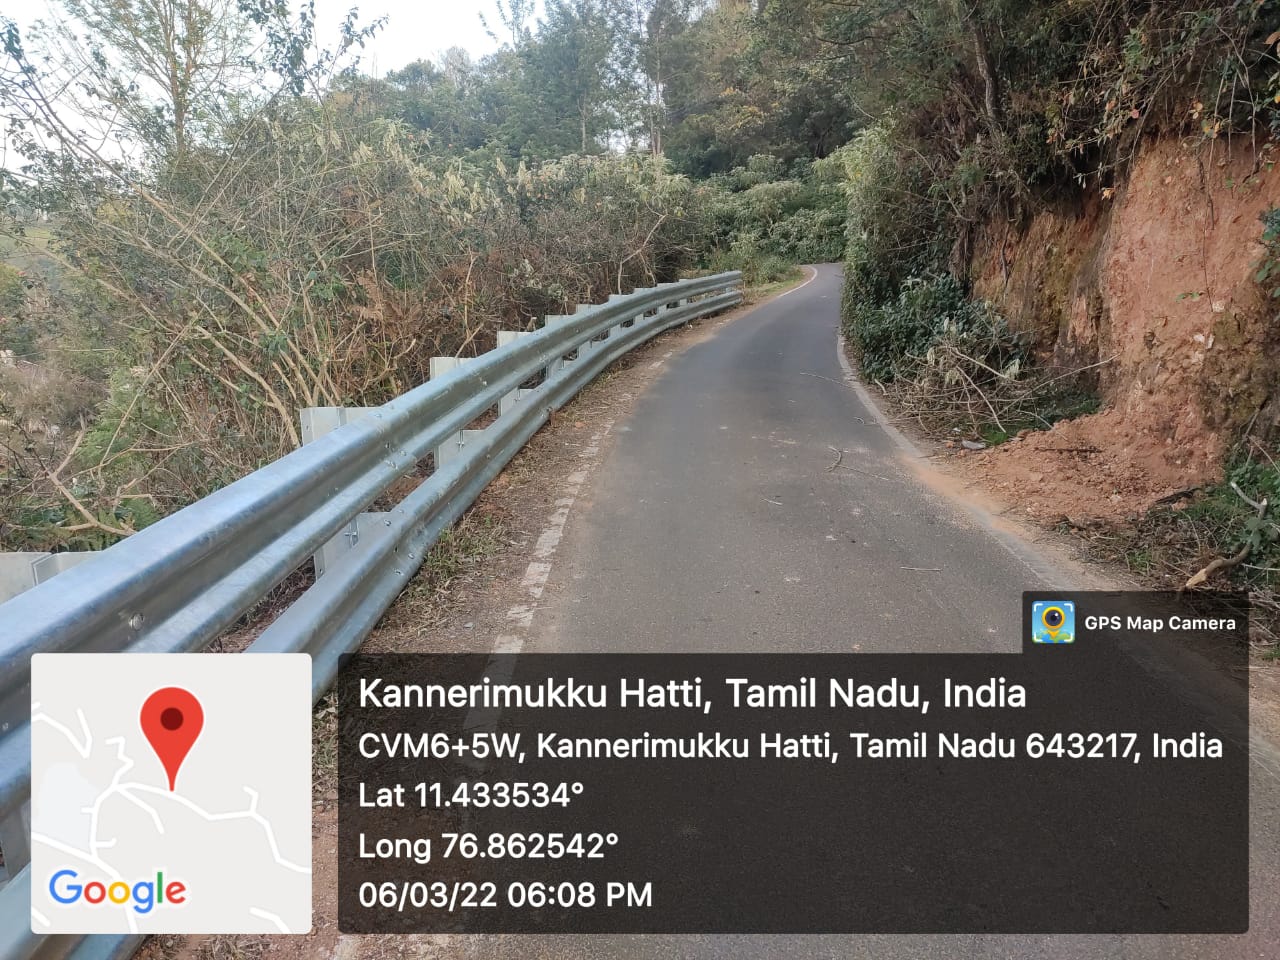 GPS Map Camera
Kannerimukku Hatti, Tamil Nadu, India
CVM6+5W, Kannerimukku Hatti, Tamil Nadu 643217, India
Lat 11.433534°
Long 76.862542°
06/03/22 06:08 PM
Google